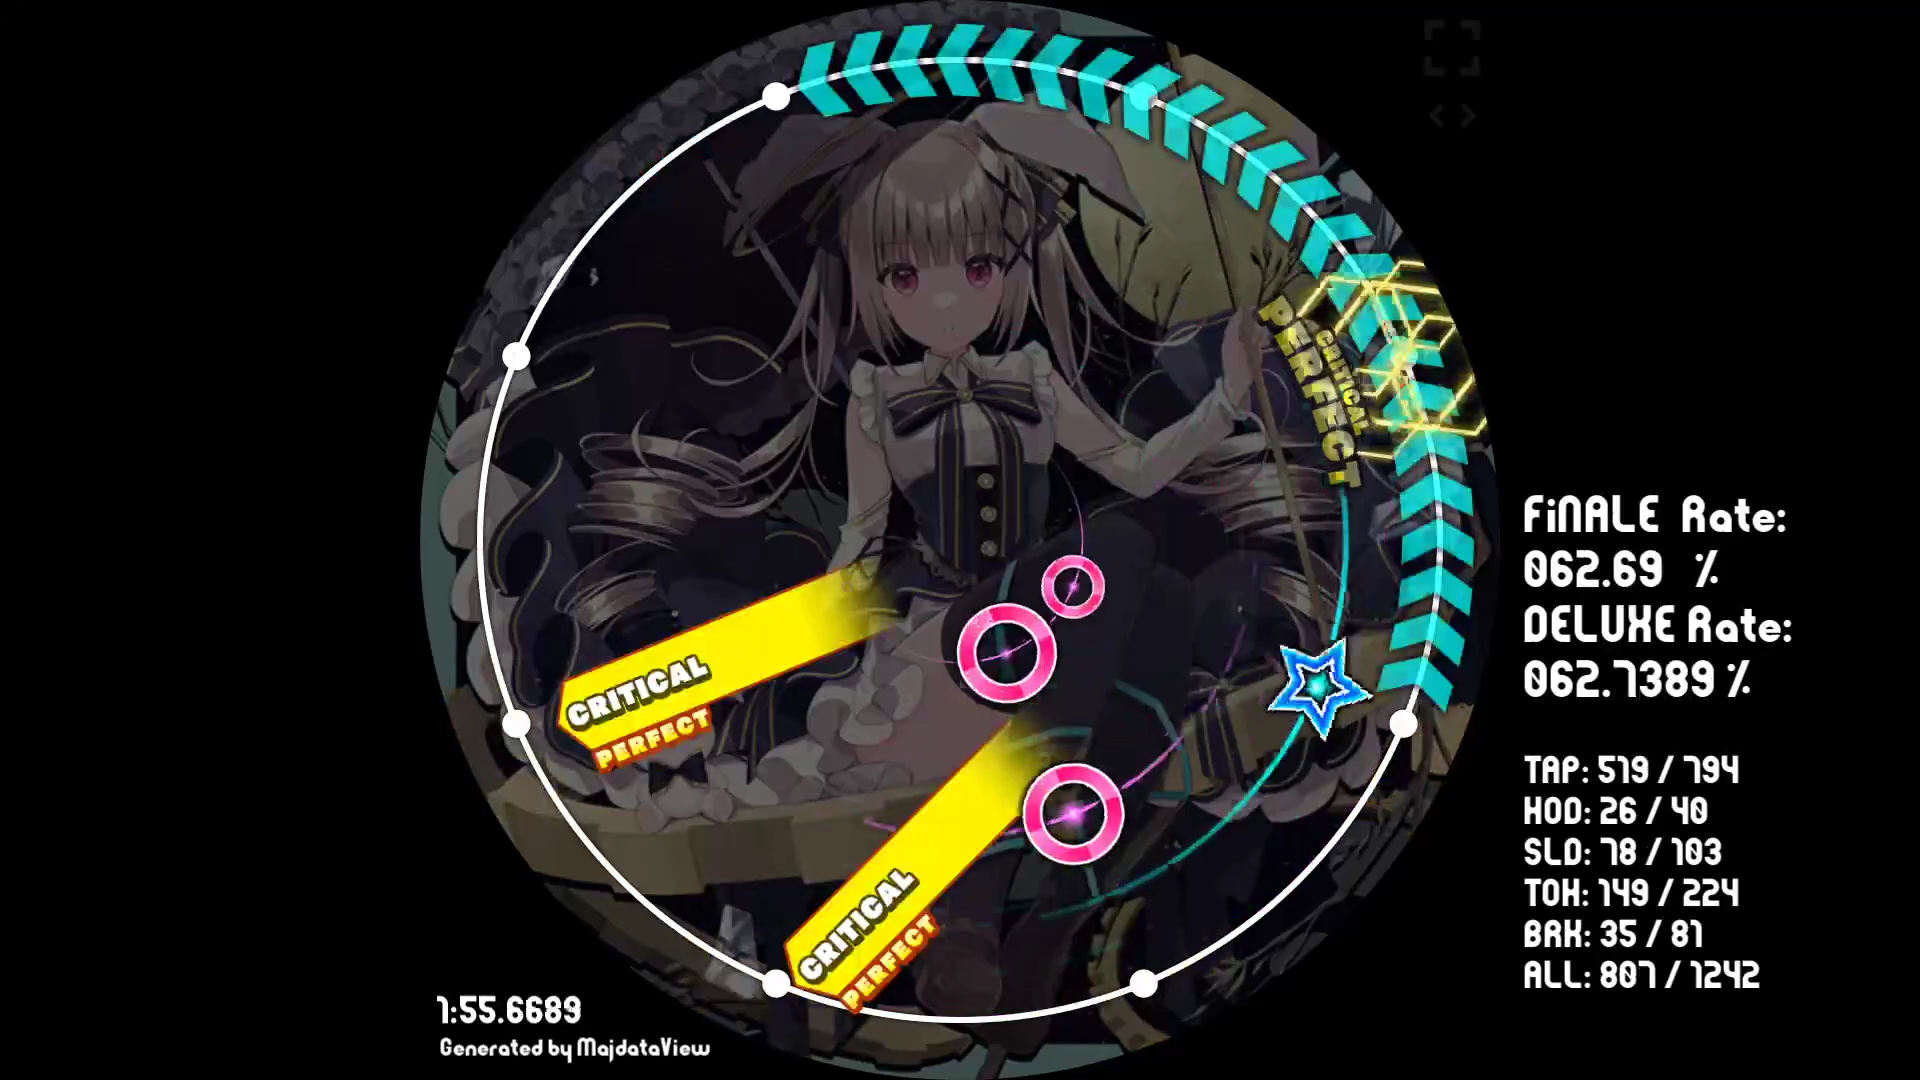 CRITICAL
PERFECT
CRITICAL
PERFECT
CRITICAL
PERFECT
FiNALE Rate:
062.69 %
DELUXE Rate:
062.7389 %
TAP: 519 / 794
HOD: 26 / 40
SLD: 78 / 103
TOH: 149 / 224
BRK: 35 / 81
ALL: 807 / 1242
1:55.6689
Generated by MajdataView